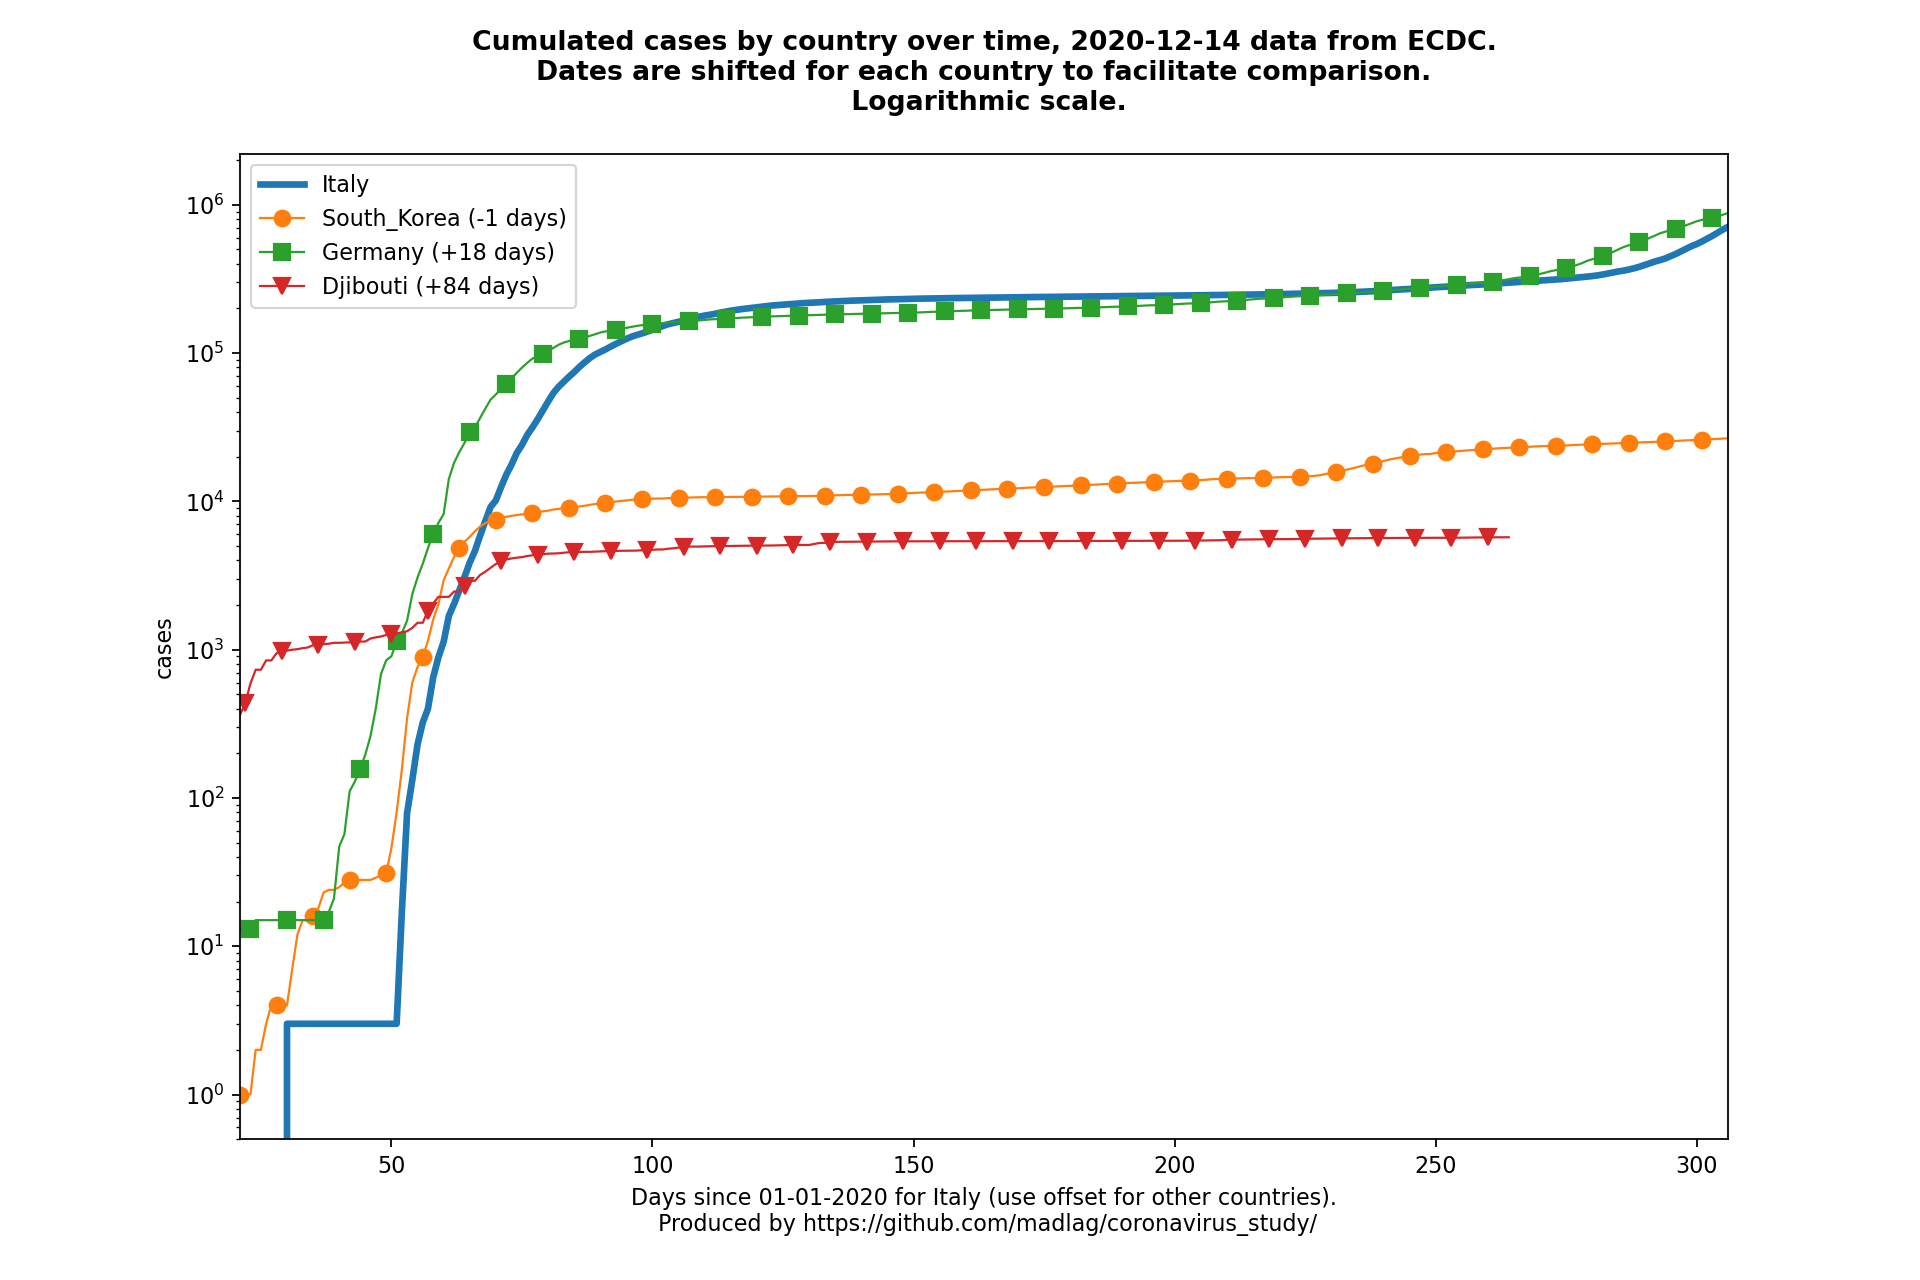 Cumulated cases by country over time, 2020-12-14 data from ECDC.
Dates are shifted for each country to facilitate comparison.
Logarithmic scale.
Italy
South_Korea (-1 days)
Germany (+18 days)
Djibouti (+84 days)
10^6
10^5
10^4
10^3
10^2
10^1
10^0
cases
50 100 150 200 250 300
Days since 01-01-2020 for Italy (use offset for other countries).
Produced by https://github.com/madlag/coronavirus_study/